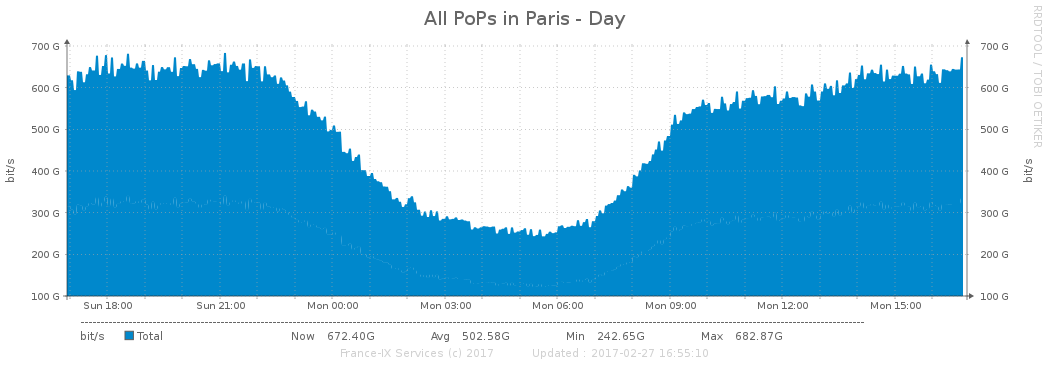 All PoPs in Paris - Day
RRDTOOL / TOBI OETIKER
700 G 700 G
600 G 600 G
500 G 500 G
400 G 400 G
300 G 300 G
200 G 200 G
100 G 100 G
bit/s bit/s
Sun 18:00 Sun 21:00 Mon 00:00 Mon 03:00 Mon 06:00 Mon 09:00 Mon 12:00 Mon 15:00
bit/s Total Now 672.40G Avg 502.58G Min 242.65G Max 682.87G
France-IX Services (c) 2017 Updated : 2017-02-27 16:55:10